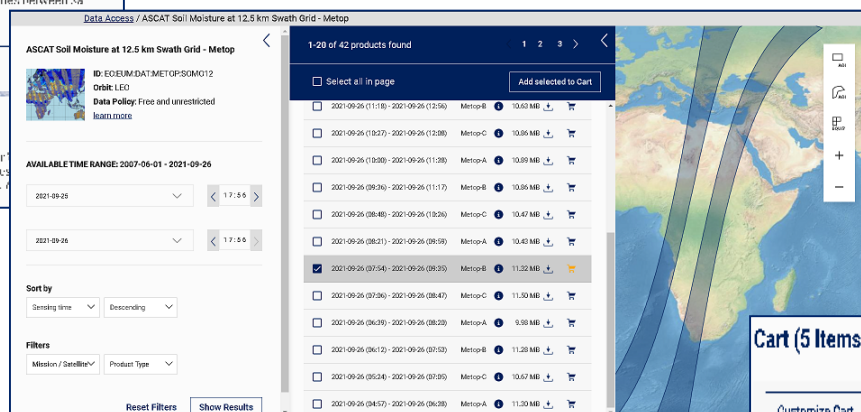 Data Access / ASCAT Soil Moisture at 12.5 km Swath Grid - Metop
ASCAT Soil Moisture at 12.5 km Swath Grid - Metop
ID: EO:EUM:DAT:METOP:SOMO12
Orbit: LEO
Data Policy: Free and unrestricted
learn more
AVAILABLE TIME RANGE: 2007-06-01 - 2021-09-26
2021-09-25 17:56
2021-09-26 17:56
Sort by
Sensing time Descending
Filters
Mission / Satellite Product Type
Reset Filters Show Results
1-20 of 42 products found 1 2 3
Select all in page Add selected to Cart
2021-09-26 (11:18) - 2021-09-26 (12:56) Metop-B 10.63 MB
2021-09-26 (10:27) - 2021-09-26 (12:08) Metop-C 10.86 MB
2021-09-26 (10:00) - 2021-09-26 (11:28) Metop-A 10.89 MB
2021-09-26 (09:36) - 2021-09-26 (11:17) Metop-B 10.86 MB
2021-09-26 (08:48) - 2021-09-26 (10:26) Metop-C 10.47 MB
2021-09-26 (08:21) - 2021-09-26 (09:59) Metop-A 10.43 MB
2021-09-26 (07:54) - 2021-09-26 (09:35) Metop-B 11.32 MB
2021-09-26 (07:06) - 2021-09-26 (08:47) Metop-C 11.50 MB
2021-09-26 (06:39) - 2021-09-26 (08:20) Metop-A 9.93 MB
2021-09-26 (06:12) - 2021-09-26 (07:53) Metop-B 11.28 MB
2021-09-26 (05:24) - 2021-09-26 (07:05) Metop-C 10.67 MB
2021-09-26 (04:57) - 2021-09-26 (06:38) Metop-A 11.30 MB
Cart (5 Items
Customize Cart